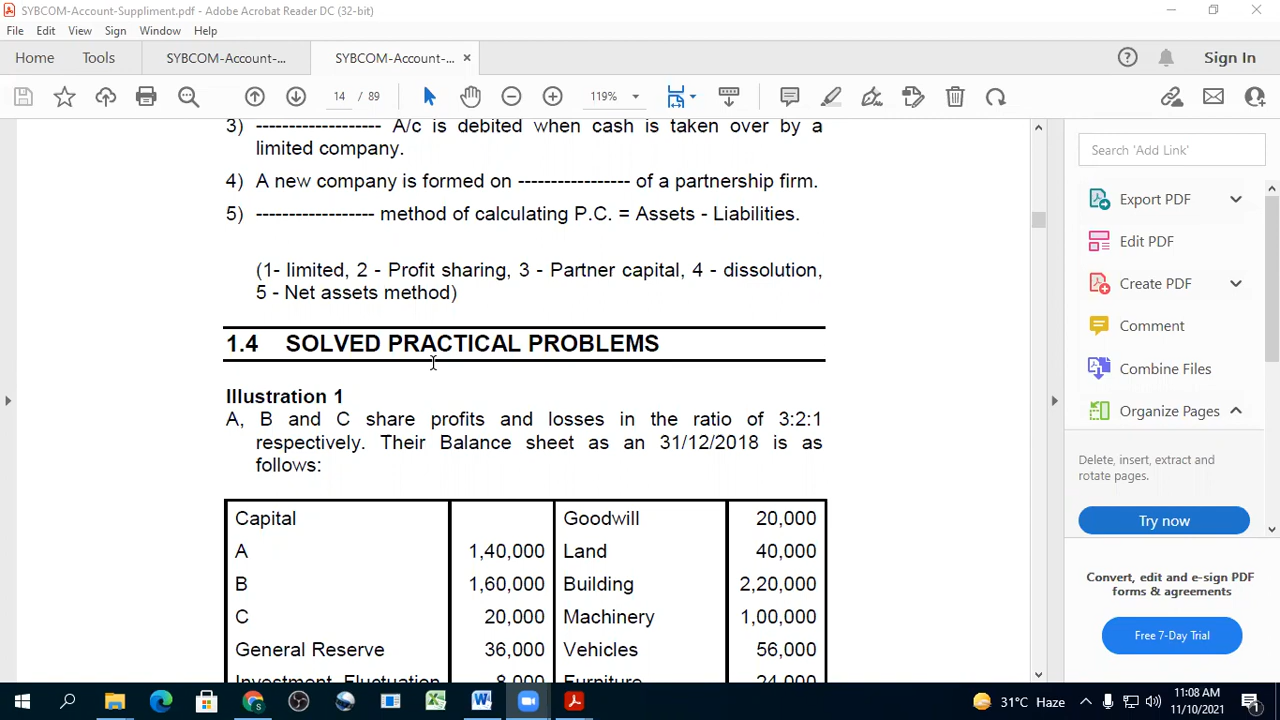 SYBCOM-Account-Suppliment.pdf - Adobe Acrobat Reader DC (32-bit)
File Edit View Sign Window Help
Home Tools SYBCOM-Account-... SYBCOM-Account-... × Sign In
14 / 89 119%
3) ------------------- A/c is debited when cash is taken over by a
limited company.
4) A new company is formed on ----------------- of a partnership firm.
5) ------------------ method of calculating P.C. = Assets - Liabilities.
(1- limited, 2 - Profit sharing, 3 - Partner capital, 4 - dissolution,
5 - Net assets method)
1.4 SOLVED PRACTICAL PROBLEMS
Illustration 1
A, B and C share profits and losses in the ratio of 3:2:1
respectively. Their Balance sheet as an 31/12/2018 is as
follows:
Capital Goodwill 20,000
A 1,40,000 Land 40,000
B 1,60,000 Building 2,20,000
C 20,000 Machinery 1,00,000
General Reserve 36,000 Vehicles 56,000
Investment Fluctuation 8,000 Furniture 24,000
Search 'Add Link'
Export PDF
Edit PDF
Create PDF
Comment
Combine Files
Organize Pages
Delete, insert, extract and
rotate pages.
Try now
Convert, edit and e-sign PDF
forms & agreements
Free 7-Day Trial
31°C Haze
11:08 AM
11/10/2021
1